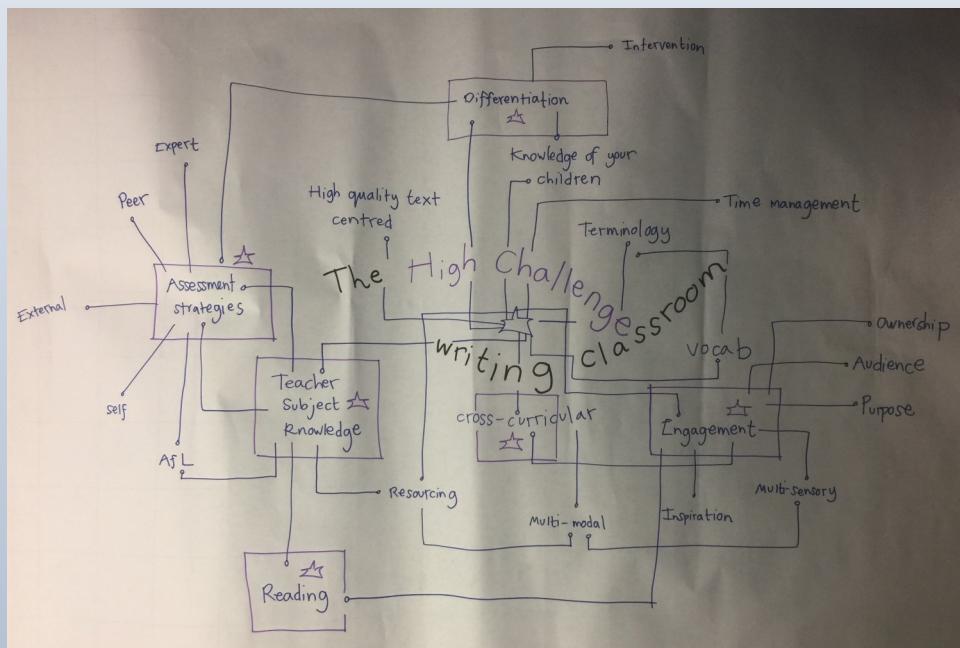 Intervention
Differentiation
Expert
Knowledge of your
children
Peer
High quality text
centred
Time management
Terminology
The High Challenge
writing classroom
Assessment
strategies
External
vocab
Ownership
Audience
Purpose
Teacher
Subject
Knowledge
self
cross-curricular
Engagement
AfL
Resourcing
Multi-sensory
Multi-modal
Inspiration
Reading